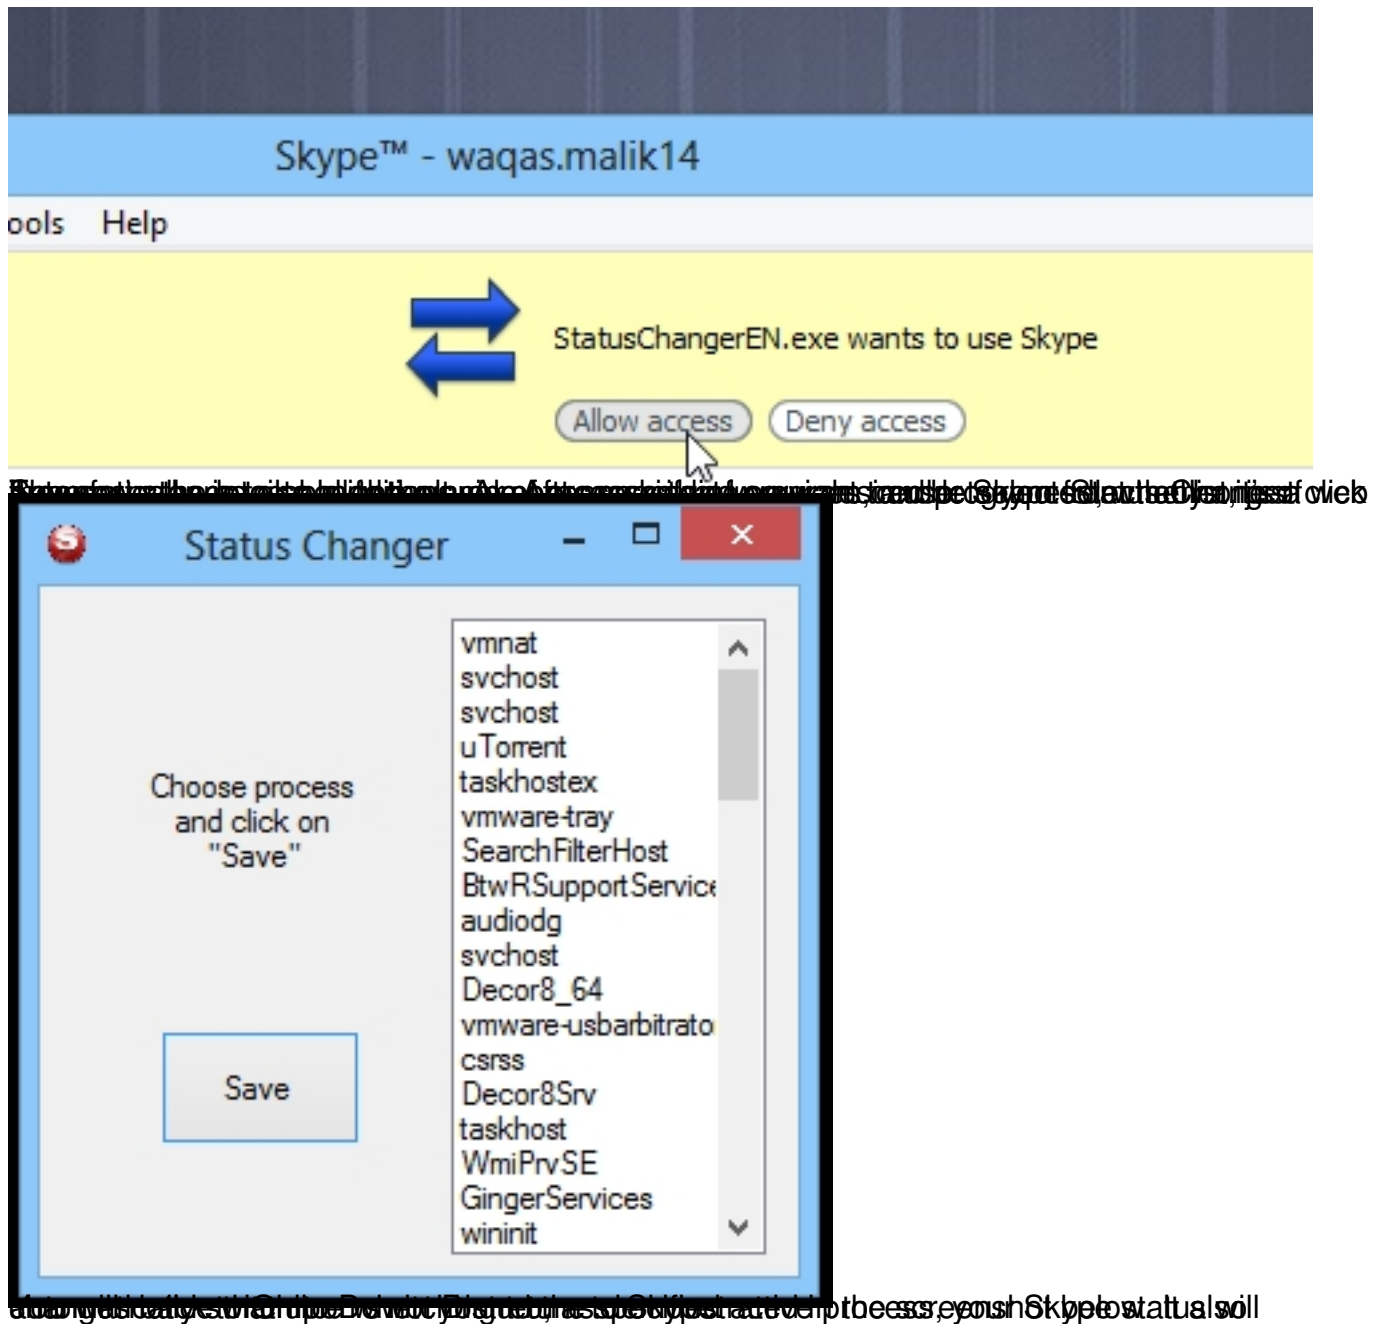 Skype™ - waqas.malik14
ools Help
StatusChangerEN.exe wants to use Skype
Allow access Deny access
click
Status Changer
Choose process
and click on
"Save"
Save
vmnat
svchost
svchost
uTorrent
taskhostex
vmware-tray
SearchFilterHost
BtwRSupportService
audiodg
svchost
Decor8_64
vmware-usbarbitrato
csrss
Decor8Srv
taskhost
WmiPrvSE
GingerServices
wininit